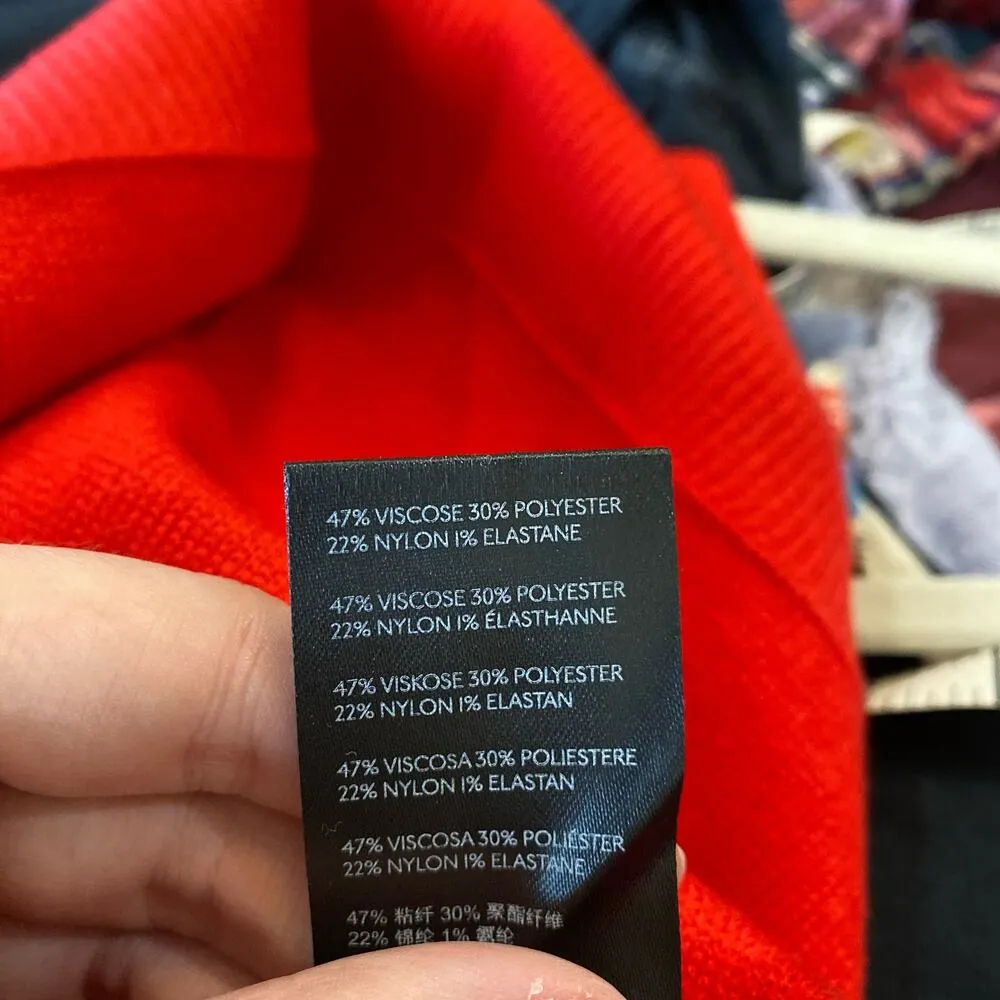 47% VISCOSE 30% POLYESTER
22% NYLON 1% ELASTANE
47% VISCOSE 30% POLYESTER
22% NYLON 1% ÉLASTHANNE
47% VISKOSE 30% POLYESTER
22% NYLON 1% ELASTAN
47% VISCOSA 30% POLIESTERE
22% NYLON 1% ELASTAN
47% VISCOSA 30% POLIÉSTER
22% NYLON 1% ELASTANE
47% 粘纤 30% 聚酯纤维
22% 锦纶 1% 氨纶